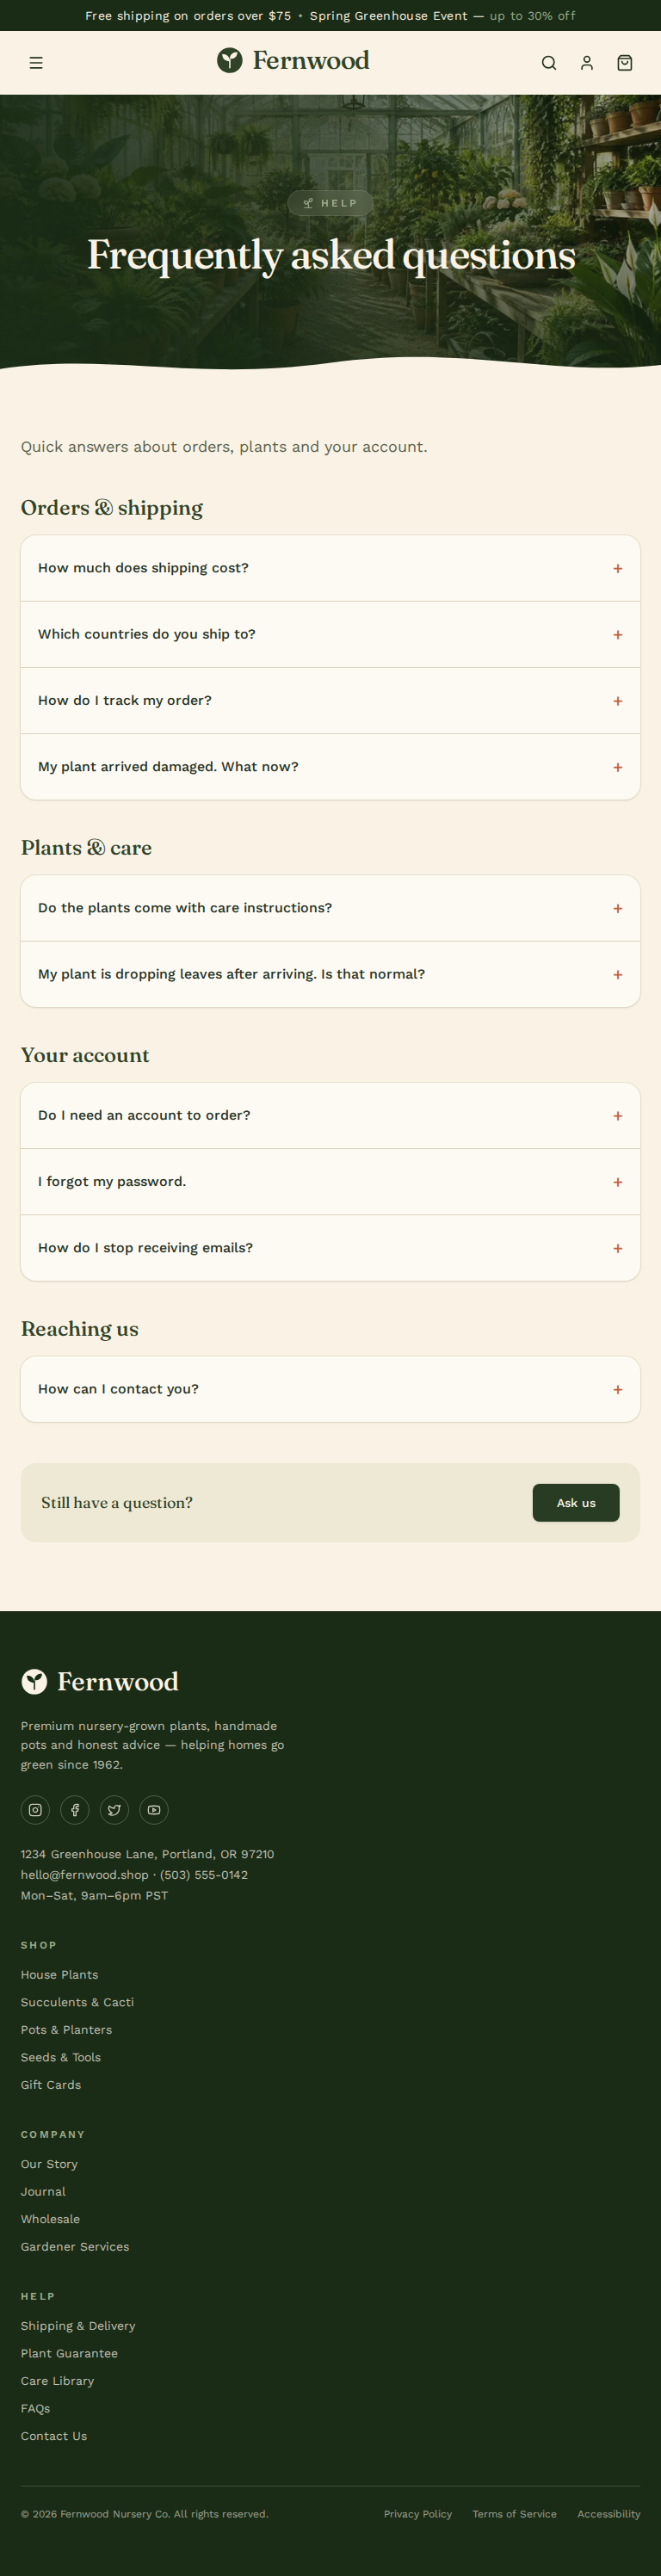 Free shipping on orders over $75 • Spring Greenhouse Event — up to 30% off
Fernwood
HELP
Frequently asked questions
Quick answers about orders, plants and your account.
Orders & shipping
How much does shipping cost?
+
Which countries do you ship to?
+
How do I track my order?
+
My plant arrived damaged. What now?
+
Plants & care
Do the plants come with care instructions?
+
My plant is dropping leaves after arriving. Is that normal?
+
Your account
Do I need an account to order?
+
I forgot my password.
+
How do I stop receiving emails?
+
Reaching us
How can I contact you?
+
Still have a question?
Ask us
Fernwood
Premium nursery-grown plants, handmade
pots and honest advice — helping homes go
green since 1962.
1234 Greenhouse Lane, Portland, OR 97210
hello@fernwood.shop · (503) 555-0142
Mon–Sat, 9am–6pm PST
SHOP
House Plants
Succulents & Cacti
Pots & Planters
Seeds & Tools
Gift Cards
COMPANY
Our Story
Journal
Wholesale
Gardener Services
HELP
Shipping & Delivery
Plant Guarantee
Care Library
FAQs
Contact Us
© 2026 Fernwood Nursery Co. All rights reserved.
Privacy Policy
Terms of Service
Accessibility